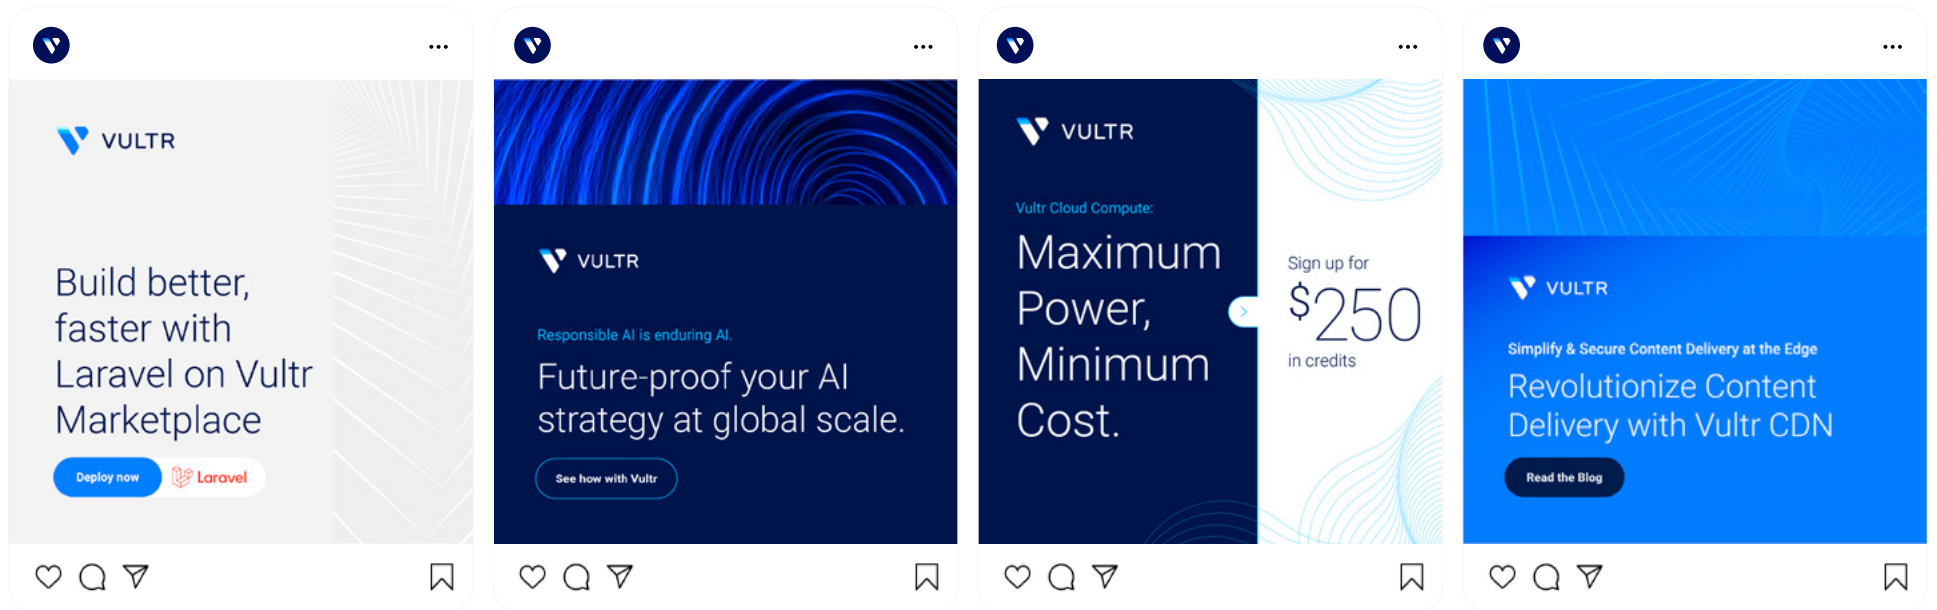 VULTR
Build better,
faster with
Laravel on Vultr
Marketplace
Deploy now
Laravel
VULTR
Responsible AI is enduring AI.
Future-proof your AI
strategy at global scale.
See how with Vultr
VULTR
Vultr Cloud Compute:
Maximum
Power,
Minimum
Cost.
Sign up for
$250
in credits
VULTR
Simplify & Secure Content Delivery at the Edge
Revolutionize Content
Delivery with Vultr CDN
Read the Blog